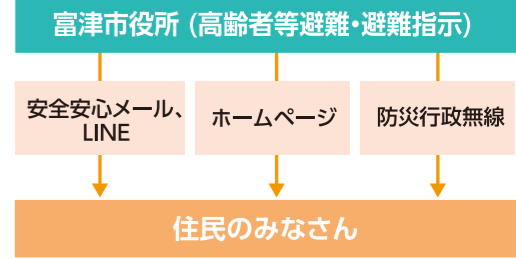 富津市役所 (高齢者等避難・避難指示)
安全安心メール、
LINE
ホームページ
防災行政無線
住民のみなさん